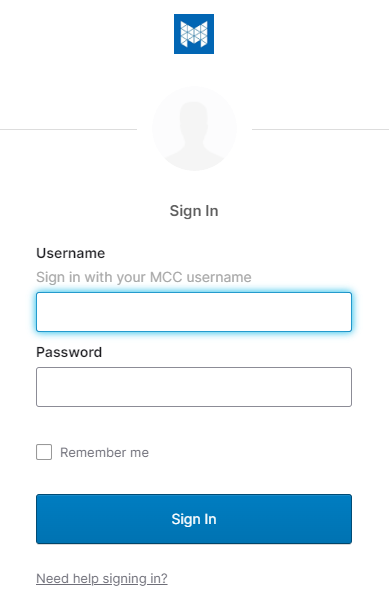 Sign In
Username
Sign in with your MCC username
Password
Remember me
Sign In
Need help signing in?